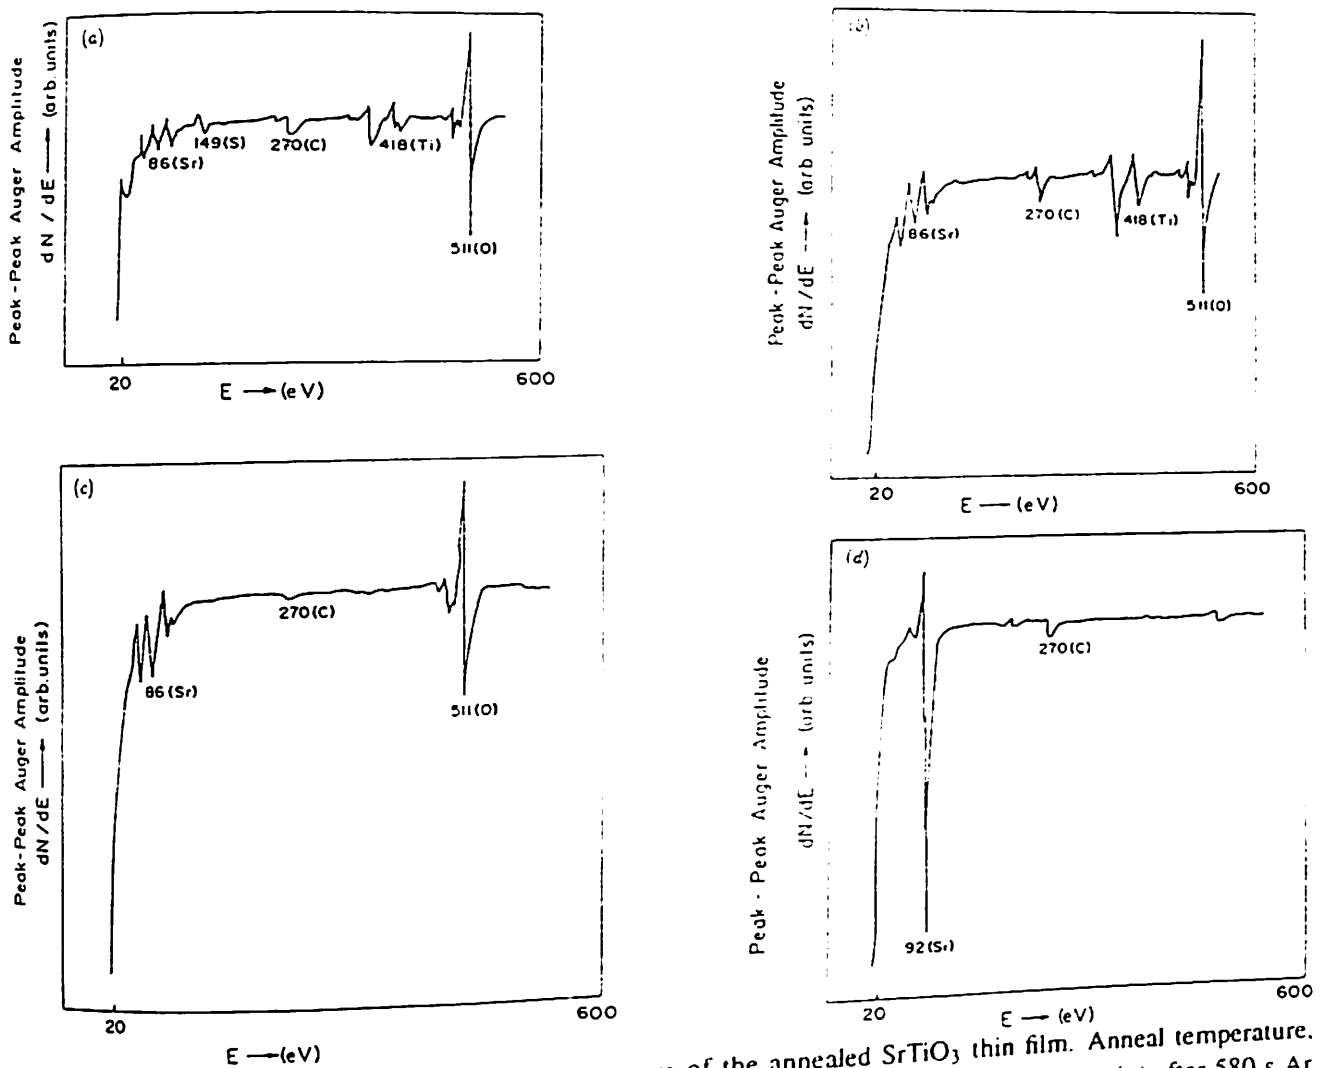 (a)
Peak-Peak Auger Amplitude
dN / dE → (arb. units)
86(Sr)
149(S)
270(C)
418(Ti)
511(O)
20
600
E → (eV)
(b)
Peak-Peak Auger Amplitude
dN/dE → (arb units)
86(Sr)
270(C)
418(Ti)
511(O)
20
600
E — (eV)
(c)
Peak-Peak Auger Amplitude
dN/dE → (arb.units)
86(Sr)
270(C)
511(O)
20
600
E → (eV)
(d)
Peak - Peak Auger Amplitude
dN/dE → (arb units)
270(C)
92(Si)
20
600
E → (eV)
of the annealed SrTiO3 thin film. Anneal temperature,
580 s Ar